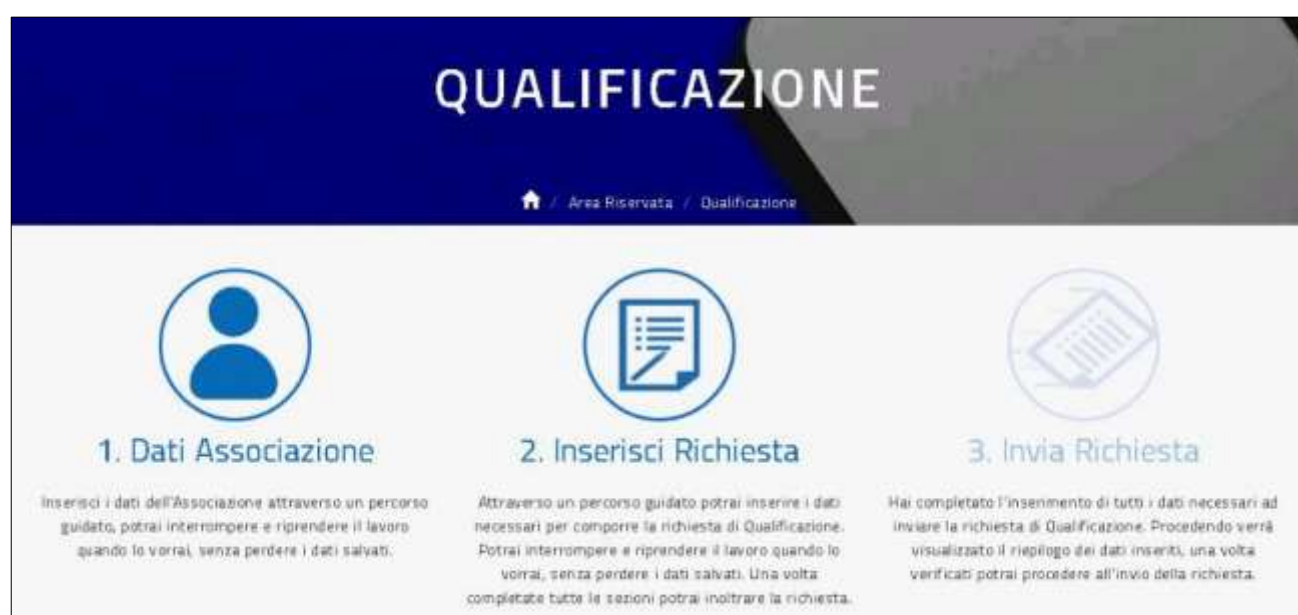 QUALIFICAZIONE
/ Area Riservata / Qualificazione
1. Dati Associazione
Inserisci i dati dell'Associazione attraverso un percorso
guidato, potrai interrompere e riprendere il lavoro
quando lo vorrai, senza perdere i dati salvati.
2. Inserisci Richiesta
Attraverso un percorso guidato potrai inserire i dati
necessari per comporre la richiesta di Qualificazione.
Potrai interrompere e riprendere il lavoro quando lo
vorrai, senza perdere i dati salvati. Una volta
completate tutte le sezioni potrai inoltrare la richiesta.
3. Invia Richiesta
Hai completato l'inserimento di tutti i dati necessari ad
inviare la richiesta di Qualificazione. Procedendo verrà
visualizzato il riepilogo dei dati inseriti, una volta
verificati potrai procedere all'invio della richiesta.